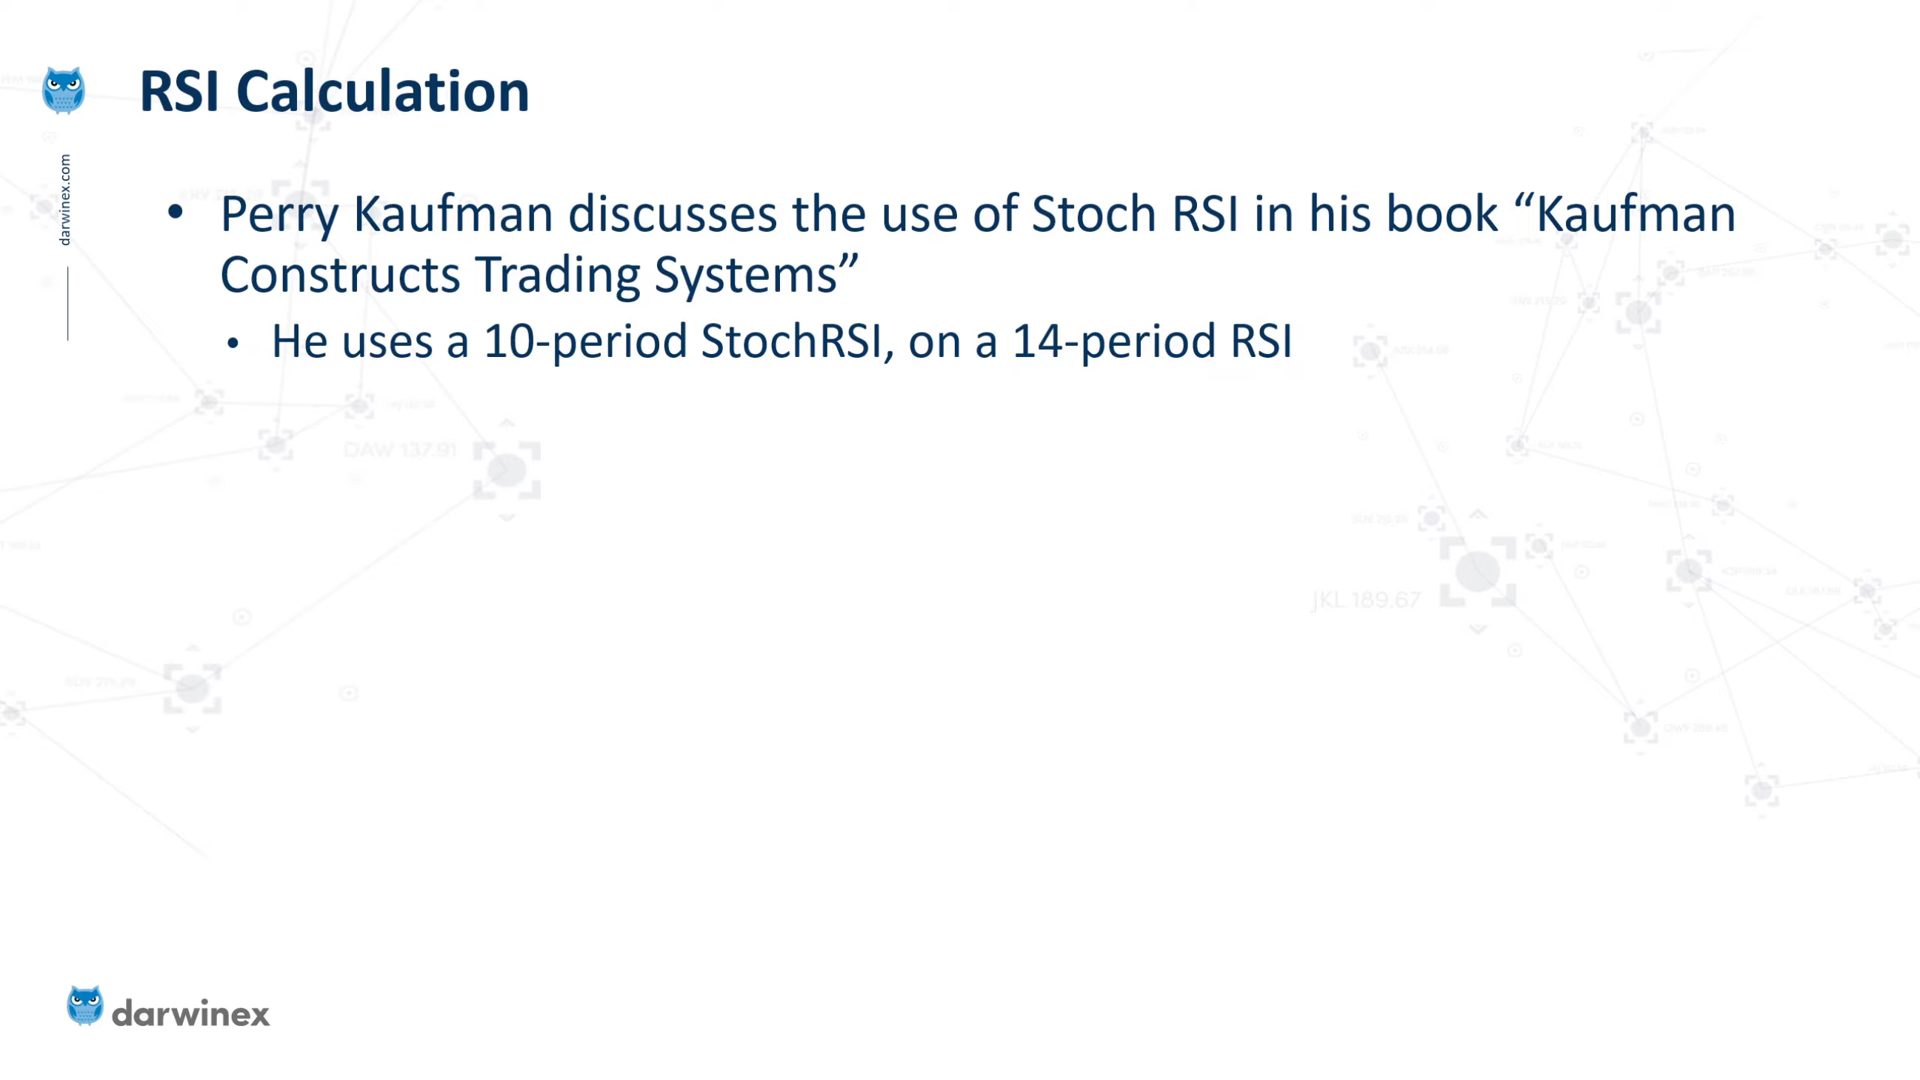 RSI Calculation
darwinex.com
• Perry Kaufman discusses the use of Stoch RSI in his book “Kaufman
Constructs Trading Systems”
• He uses a 10-period StochRSI, on a 14-period RSI
DAW 137.91
JKL 189.67
darwinex